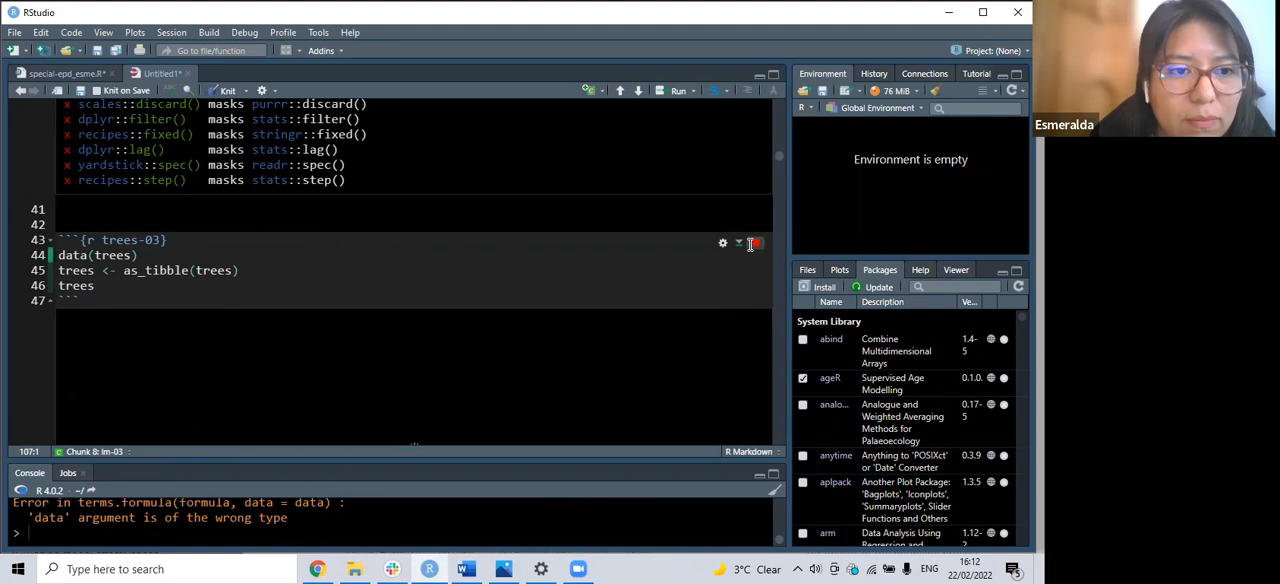 RStudio
File Edit Code View Plots Session Build Debug Profile Tools Help
Go to file/function Addins Project: (None)
special-epd_esme.R* Untitled1*
Knit on Save Knit Run
x scales::discard() masks purrr::discard()
x dplyr::filter() masks stats::filter()
x recipes::fixed() masks stringr::fixed()
x dplyr::lag() masks stats::lag()
x yardstick::spec() masks readr::spec()
x recipes::step() masks stats::step()
41
42
43 ```{r trees-03}
44 data(trees)
45 trees <- as_tibble(trees)
46 trees
47 ```
107:1 Chunk 8: lm-03 R Markdown
Console Jobs
R 4.0.2 · ~/
Error in terms.formula(formula, data = data) :
'data' argument is of the wrong type
>
Environment History Connections Tutorial
76 MiB
R Global Environment
Environment is empty
Files Plots Packages Help Viewer
Install Update
Name Description Ve...
System Library
abind Combine Multidimensional Arrays 1.4-5
ageR Supervised Age Modelling 0.1.0.
analo... Analogue and Weighted Averaging Methods for Palaeoecology 0.17-5
anytime Anything to 'POSIXct' or 'Date' Converter 0.3.9
aplpack Another Plot Package: 'Bagplots', 'Iconplots', 'Summaryplots', Slider Functions and Others 1.3.5
arm Data Analysis Using 1.12-
Esmeralda
Type here to search
3°C Clear ENG
16:12
22/02/2022
5